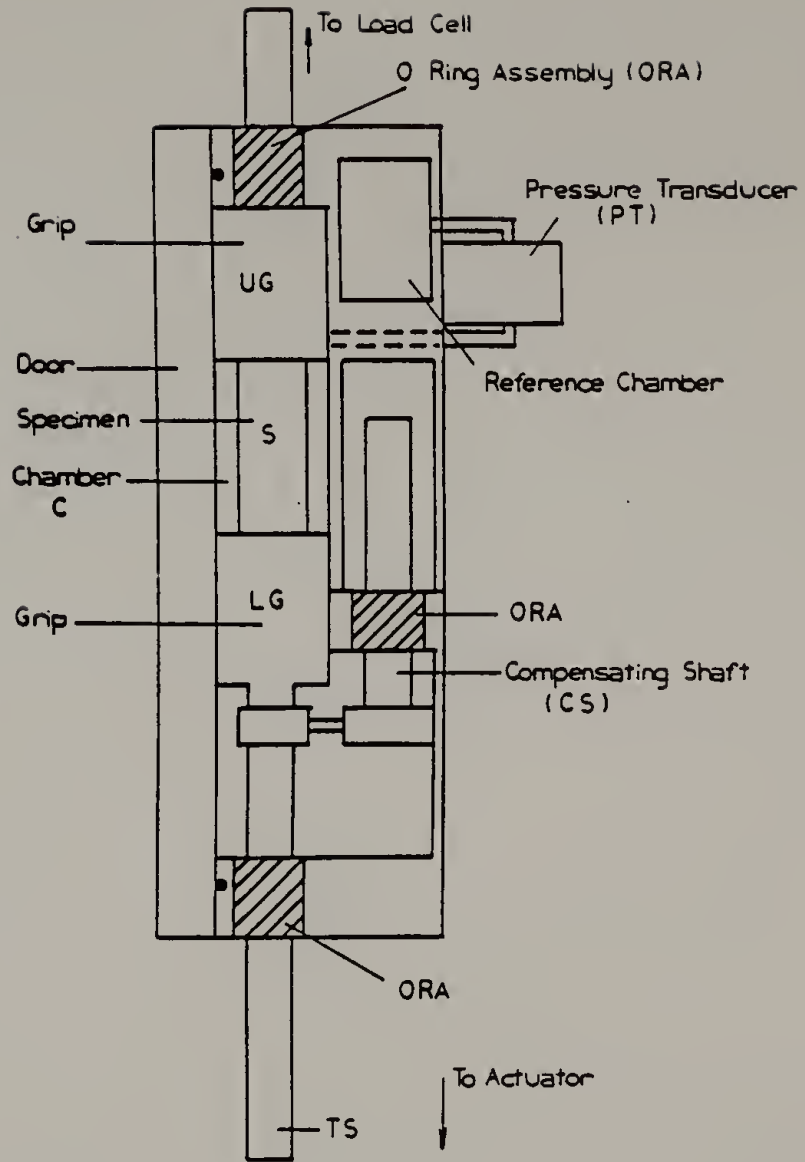 To Load Cell
O Ring Assembly (ORA)
Pressure Transducer
(PT)
Grip
UG
Door
Reference Chamber
Specimen
S
Chamber
C
LG
Grip
ORA
Compensating Shaft
(CS)
ORA
To Actuator
TS